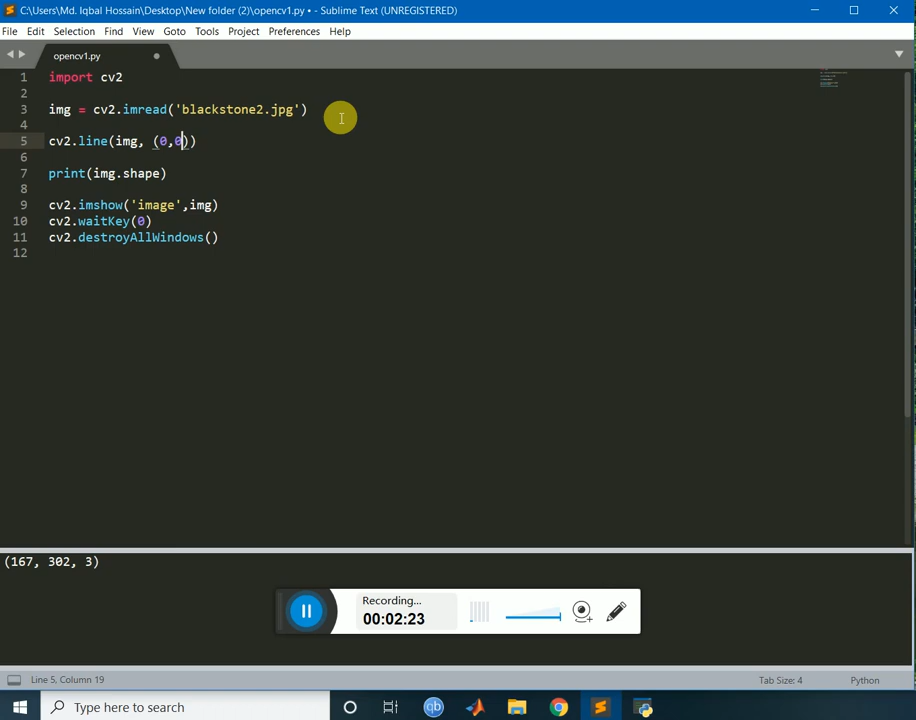 C:\Users\Md. Iqbal Hossain\Desktop\New folder (2)\opencv1.py • - Sublime Text (UNREGISTERED)
File Edit Selection Find View Goto Tools Project Preferences Help
opencv1.py
1 import cv2
2
3 img = cv2.imread('blackstone2.jpg')
4
5 cv2.line(img, (0,0))
6
7 print(img.shape)
8
9 cv2.imshow('image',img)
10 cv2.waitKey(0)
11 cv2.destroyAllWindows()
12
(167, 302, 3)
Recording...
00:02:23
Line 5, Column 19 Tab Size: 4 Python
Type here to search
qb